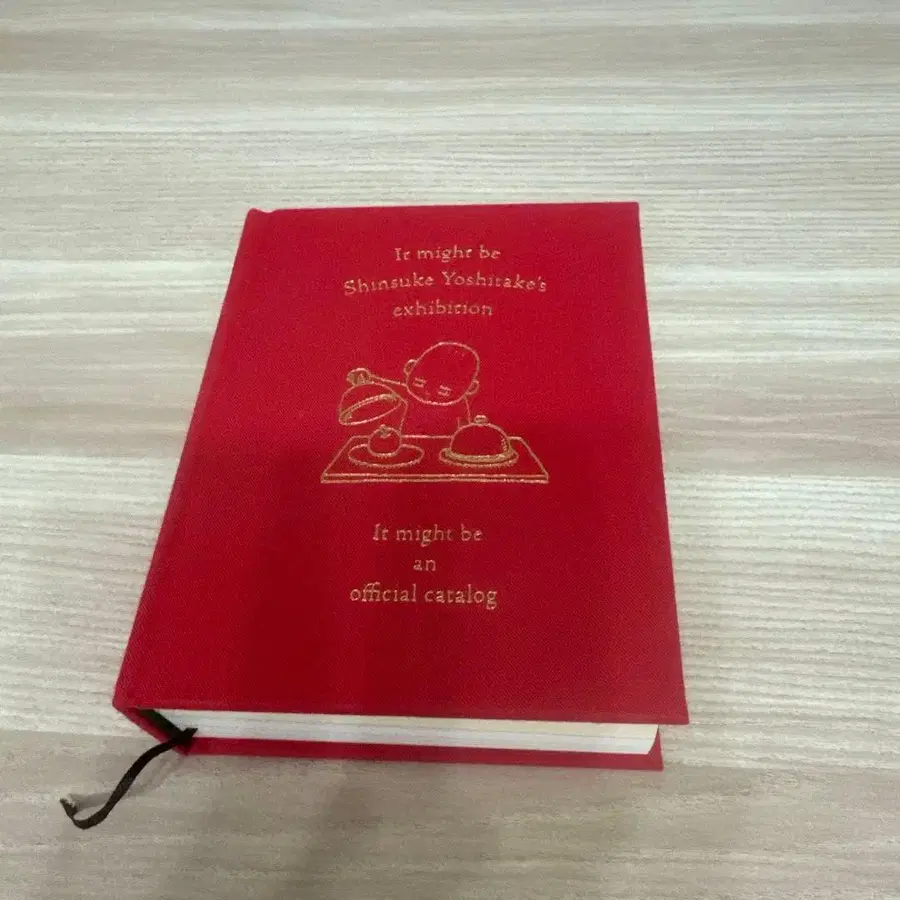 It might be
Shinsuke Yoshitake's
exhibition
It might be
an
official catalog